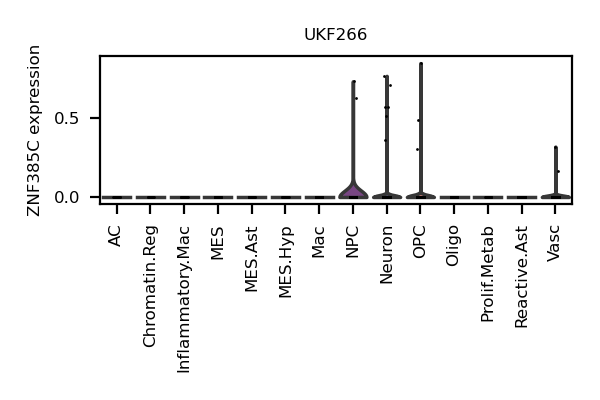 UKF266
ZNF385C expression
0.5
0.0
AC
Chromatin.Reg
Inflammatory.Mac
MES
MES.Ast
MES.Hyp
Mac
NPC
Neuron
OPC
Oligo
Prolif.Metab
Reactive.Ast
Vasc